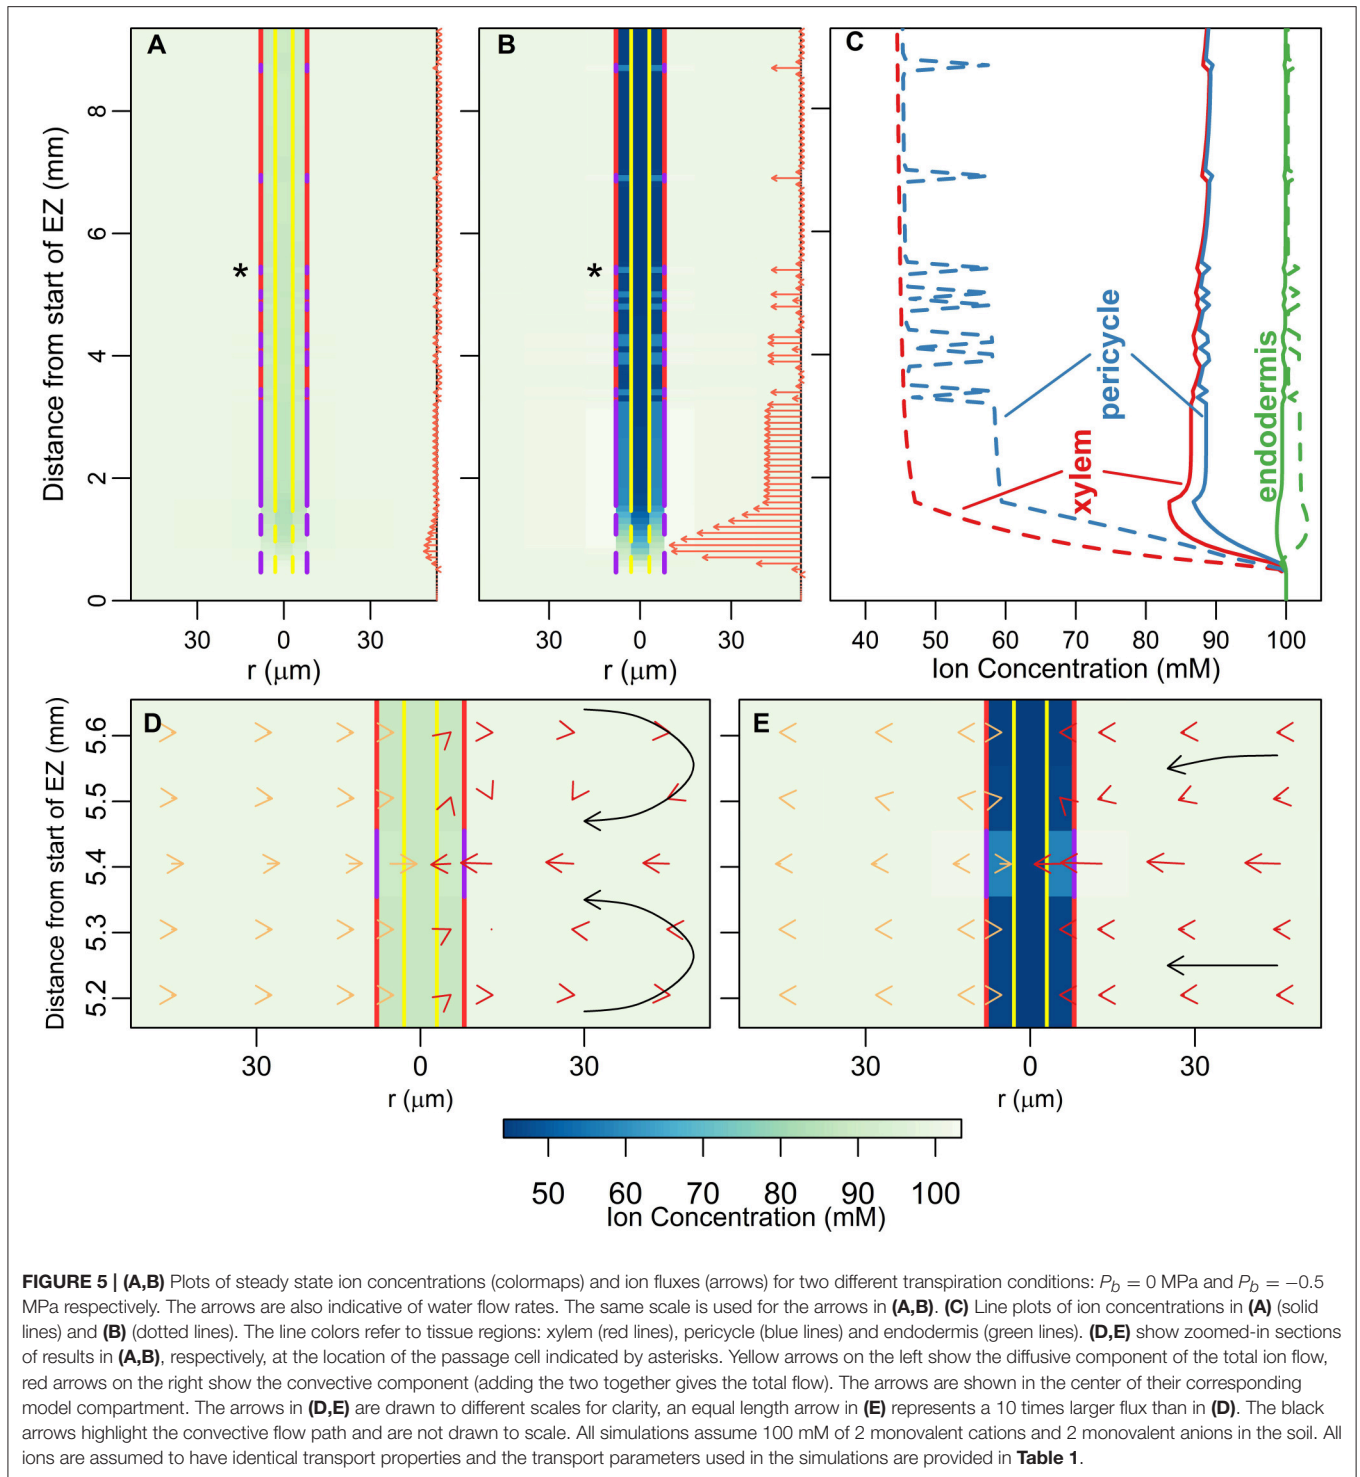 A
B
C
Distance from start of EZ (mm)
8
6
4
2
0
*
*
pericycle
xylem
endodermis
30
0
30
30
0
30
40
50
60
70
80
90
100
r (μm)
r (μm)
Ion Concentration (mM)
D
E
Distance from start of EZ (mm)
5.6
5.5
5.4
5.3
5.2
30
0
30
30
0
30
r (μm)
r (μm)
50
60
70
80
90
100
Ion Concentration (mM)
FIGURE 5 | (A,B) Plots of steady state ion concentrations (colormaps) and ion fluxes (arrows) for two different transpiration conditions: P_b = 0 MPa and P_b = −0.5
MPa respectively. The arrows are also indicative of water flow rates. The same scale is used for the arrows in (A,B). (C) Line plots of ion concentrations in (A) (solid
lines) and (B) (dotted lines). The line colors refer to tissue regions: xylem (red lines), pericycle (blue lines) and endodermis (green lines). (D,E) show zoomed-in sections
of results in (A,B), respectively, at the location of the passage cell indicated by asterisks. Yellow arrows on the left show the diffusive component of the total ion flow,
red arrows on the right show the convective component (adding the two together gives the total flow). The arrows are shown in the center of their corresponding
model compartment. The arrows in (D,E) are drawn to different scales for clarity, an equal length arrow in (E) represents a 10 times larger flux than in (D). The black
arrows highlight the convective flow path and are not drawn to scale. All simulations assume 100 mM of 2 monovalent cations and 2 monovalent anions in the soil. All
ions are assumed to have identical transport properties and the transport parameters used in the simulations are provided in Table 1.